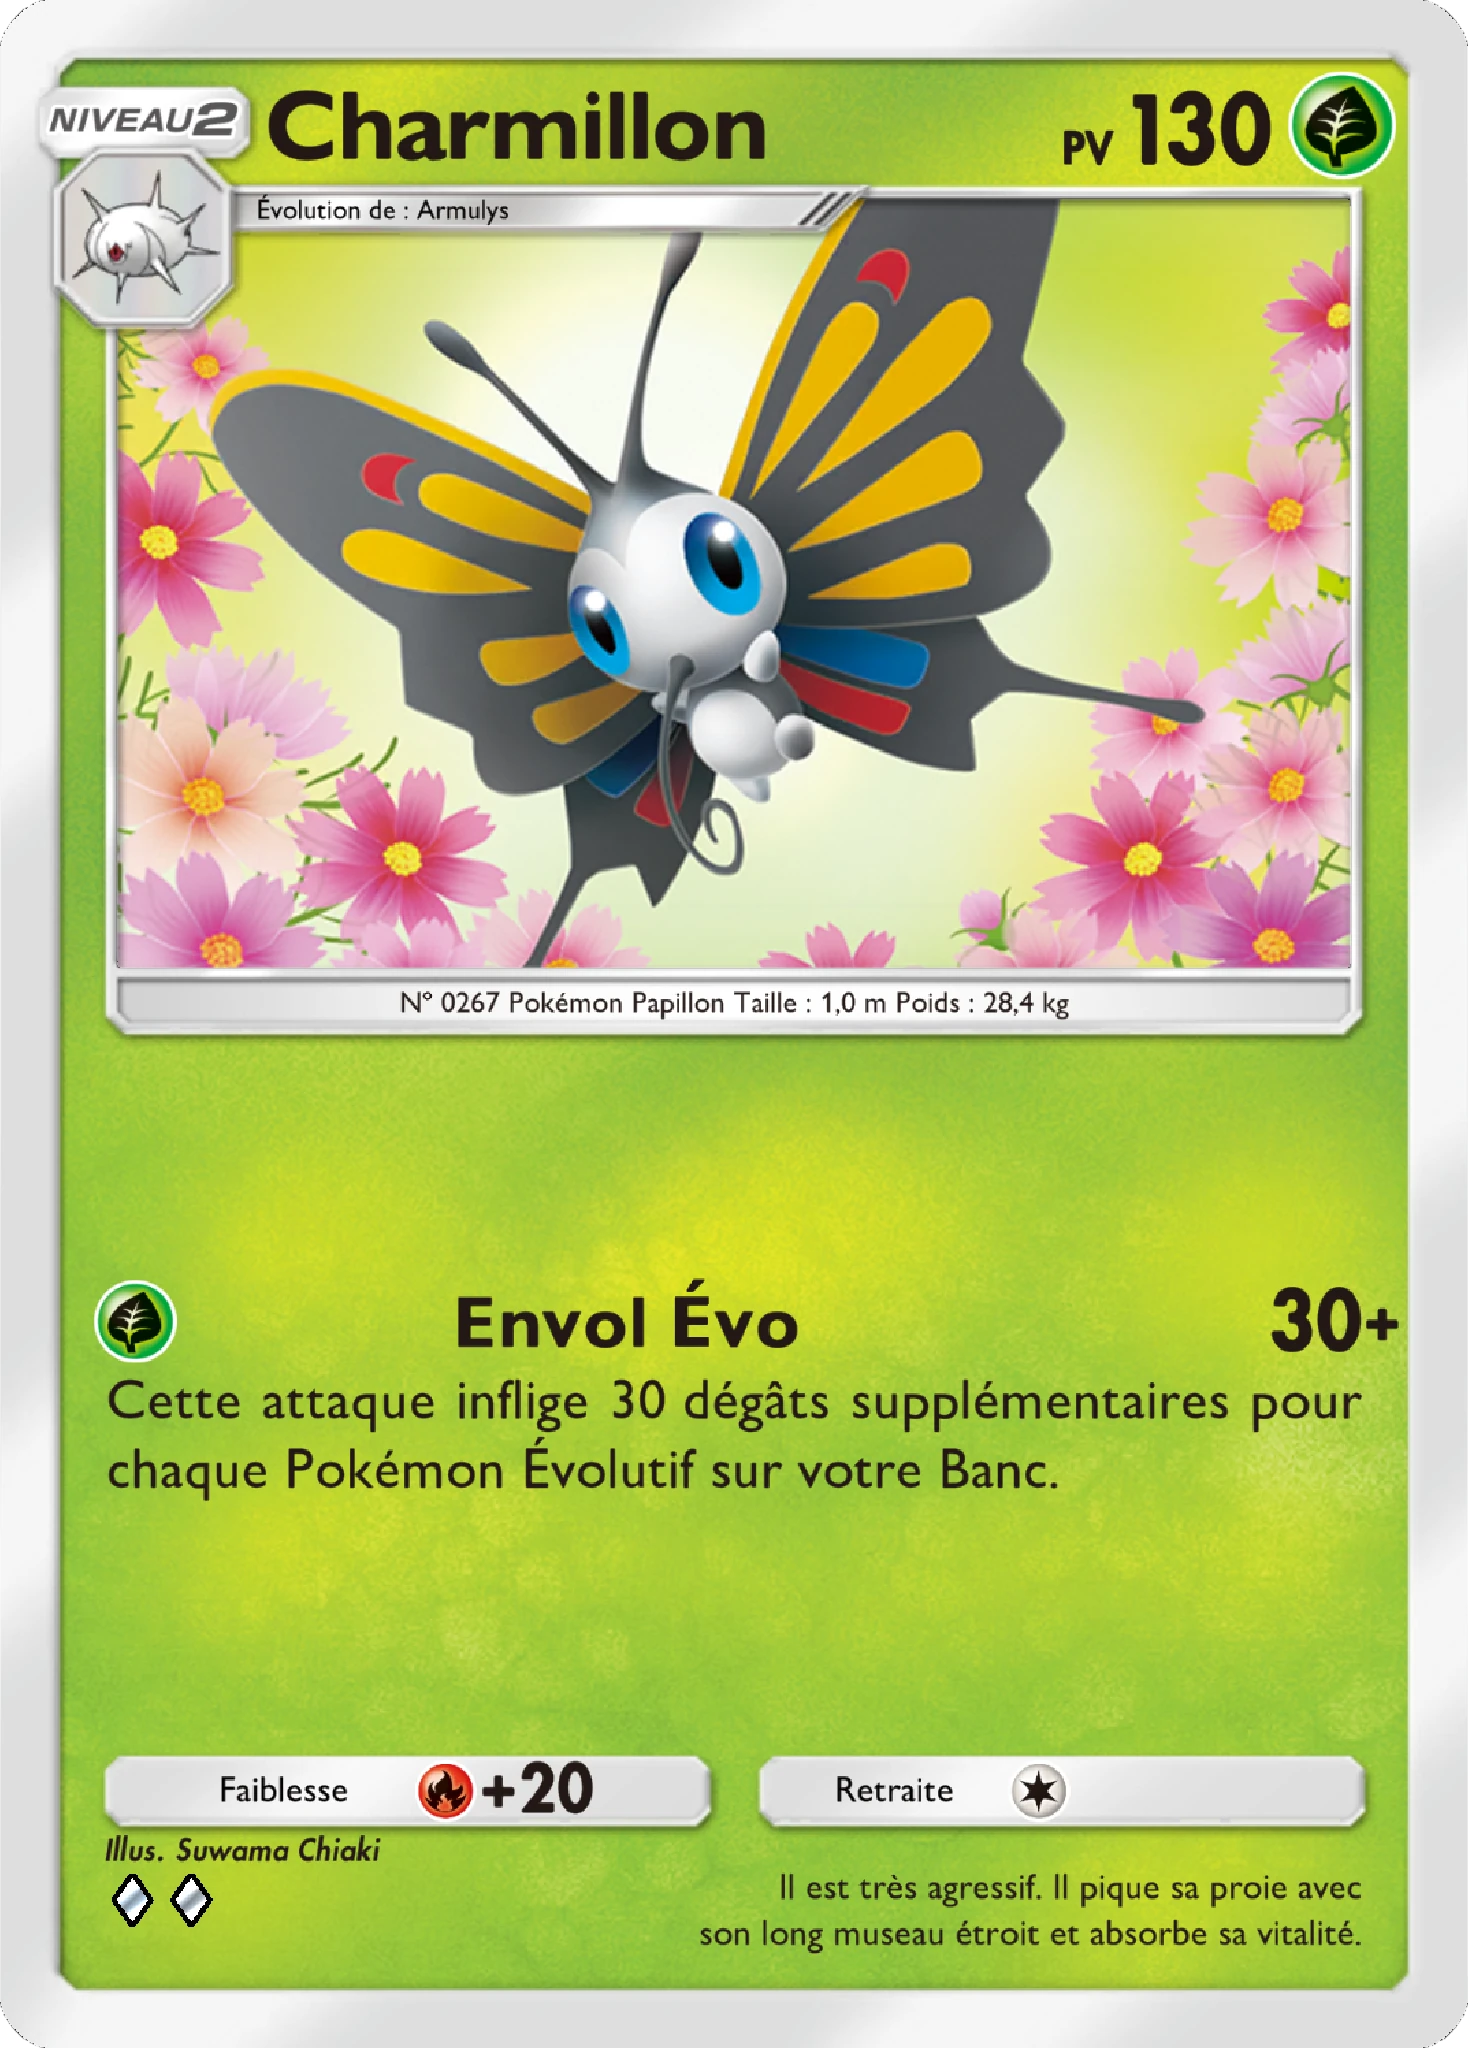 NIVEAU2
Charmillon
PV 130
Évolution de : Armulys
N° 0267 Pokémon Papillon Taille : 1,0 m Poids : 28,4 kg
Envol Évo 30+
Cette attaque inflige 30 dégâts supplémentaires pour
chaque Pokémon Évolutif sur votre Banc.
Faiblesse +20
Retraite
Illus. Suwama Chiaki
Il est très agressif. Il pique sa proie avec
son long museau étroit et absorbe sa vitalité.